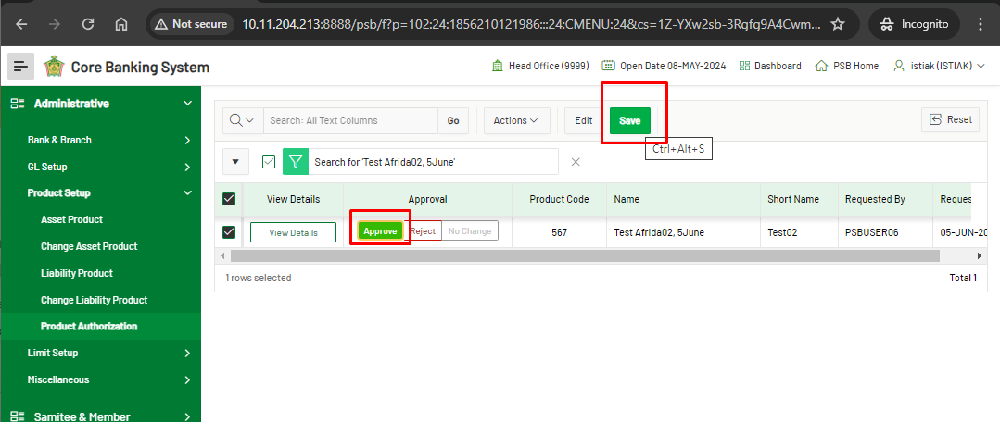 Not secure 10.11.204.213:8888/psb/f?p=102:24:1856210121986:::24:CMENU:24&cs=1Z-YXw2sb-3Rgfg9A4Cwm... Incognito
Core Banking System Head Office (9999) Open Date 08-MAY-2024 Dashboard PSB Home istiak (ISTIAK)
Administrative
Bank & Branch
GL Setup
Product Setup
Asset Product
Change Asset Product
Liability Product
Change Liability Product
Product Authorization
Limit Setup
Miscellaneous
Samitee & Member
Search: All Text Columns Go Actions Edit Save Reset
Ctrl+Alt+S
Search for 'Test Afrida02, 5June'
View Details Approval Product Code Name Short Name Requested By Reques
View Details Approve Reject No Change 567 Test Afrida02, 5June Test02 PSBUSER06 05-JUN-20
1 rows selected Total 1